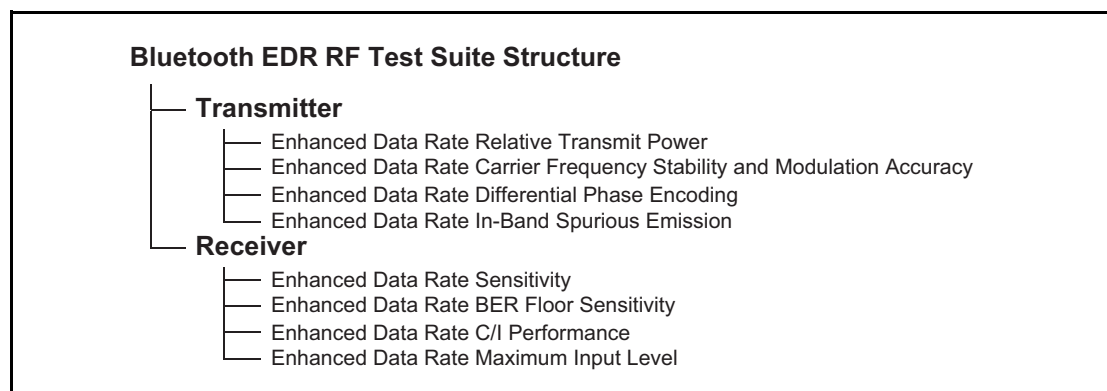 Bluetooth EDR RF Test Suite Structure
Transmitter
Enhanced Data Rate Relative Transmit Power
Enhanced Data Rate Carrier Frequency Stability and Modulation Accuracy
Enhanced Data Rate Differential Phase Encoding
Enhanced Data Rate In-Band Spurious Emission
Receiver
Enhanced Data Rate Sensitivity
Enhanced Data Rate BER Floor Sensitivity
Enhanced Data Rate C/I Performance
Enhanced Data Rate Maximum Input Level